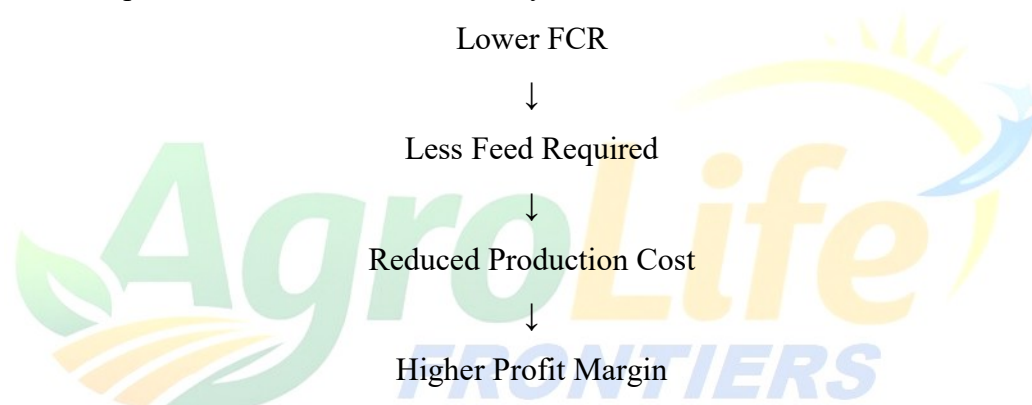 Lower FCR
↓
Less Feed Required
↓
Reduced Production Cost
↓
Higher Profit Margin
AgroLife
FRONTIERS